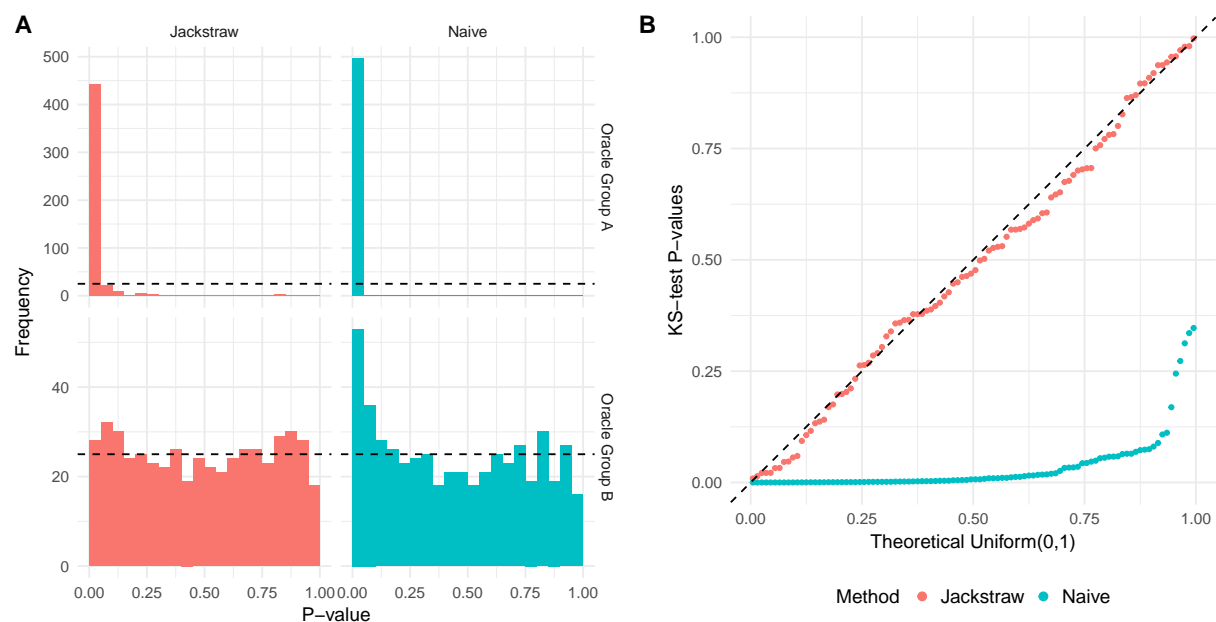 A
Jackstraw
Naive
500
400
300
200
100
0
Oracle Group A
Frequency
40
20
0
Oracle Group B
0.00
0.25
0.50
0.75
1.00
0.00
0.25
0.50
0.75
1.00
P−value
B
1.00
0.75
0.50
0.25
0.00
KS−test P−values
0.00
0.25
0.50
0.75
1.00
Theoretical Uniform(0,1)
Method Jackstraw Naive